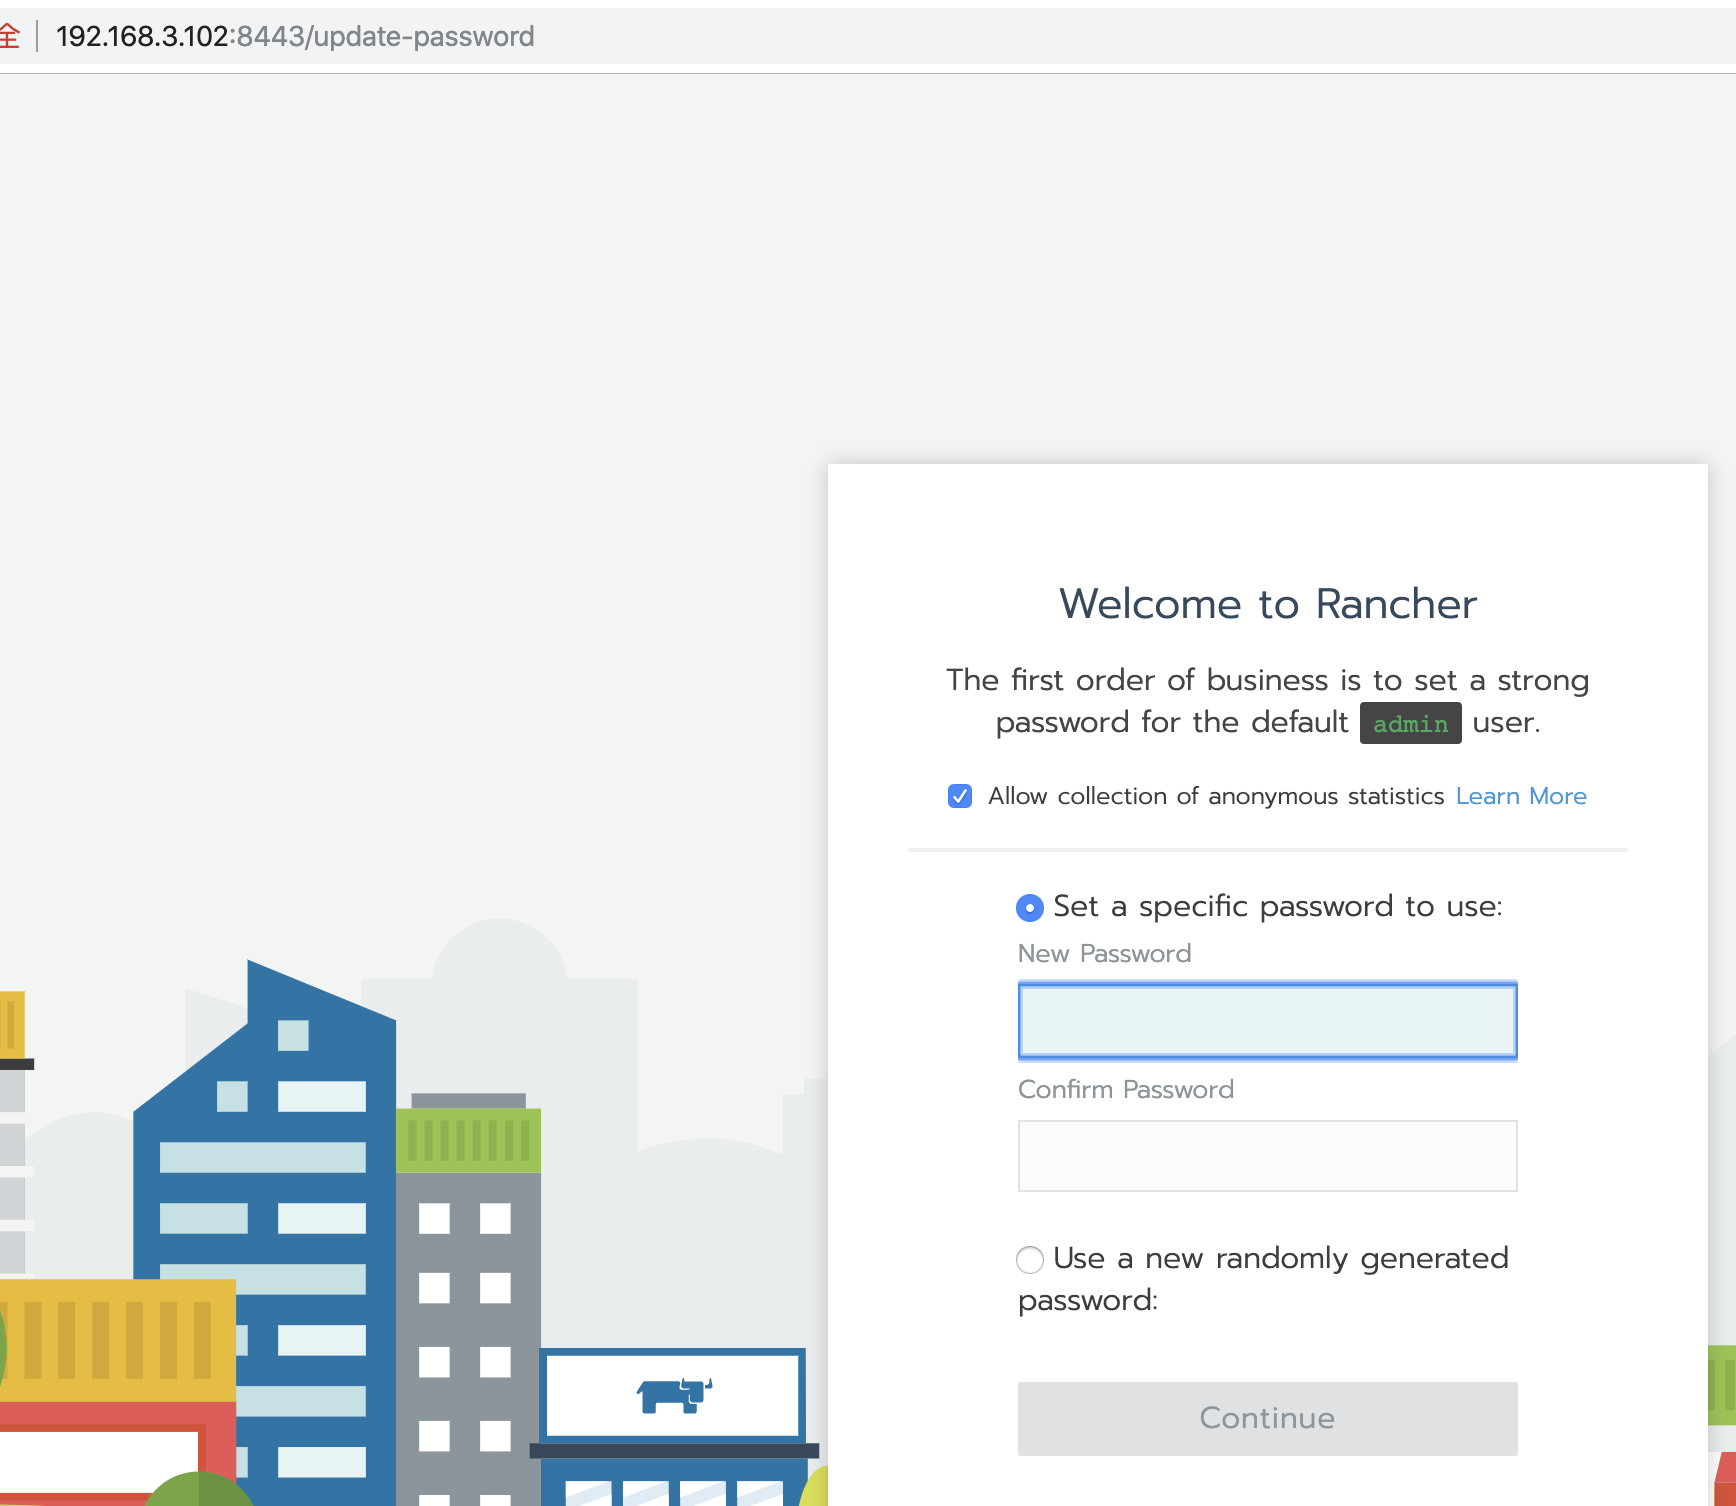 全 192.168.3.102:8443/update-password
Welcome to Rancher
The first order of business is to set a strong
password for the default admin user.
Allow collection of anonymous statistics Learn More
Set a specific password to use:
New Password
Confirm Password
Use a new randomly generated
password:
Continue